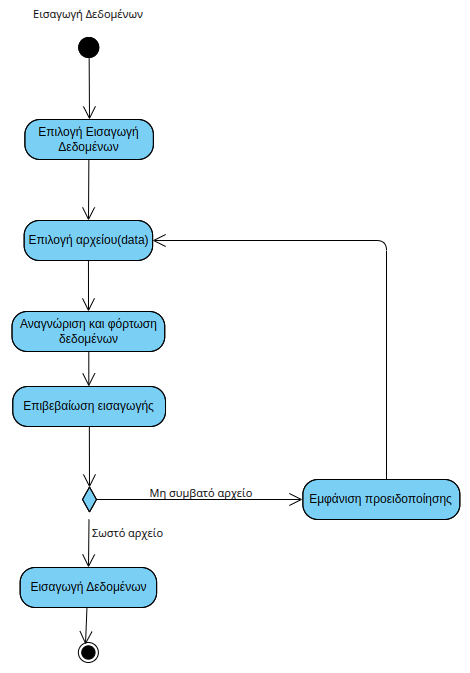 Εισαγωγή Δεδομένων
Επιλογή Εισαγωγή
Δεδομένων
Επιλογή αρχείου(data)
Αναγνώριση και φόρτωση
δεδομένων
Επιβεβαίωση εισαγωγής
Μη συμβατό αρχείο
Εμφάνιση προειδοποίησης
Σωστό αρχείο
Εισαγωγή Δεδομένων